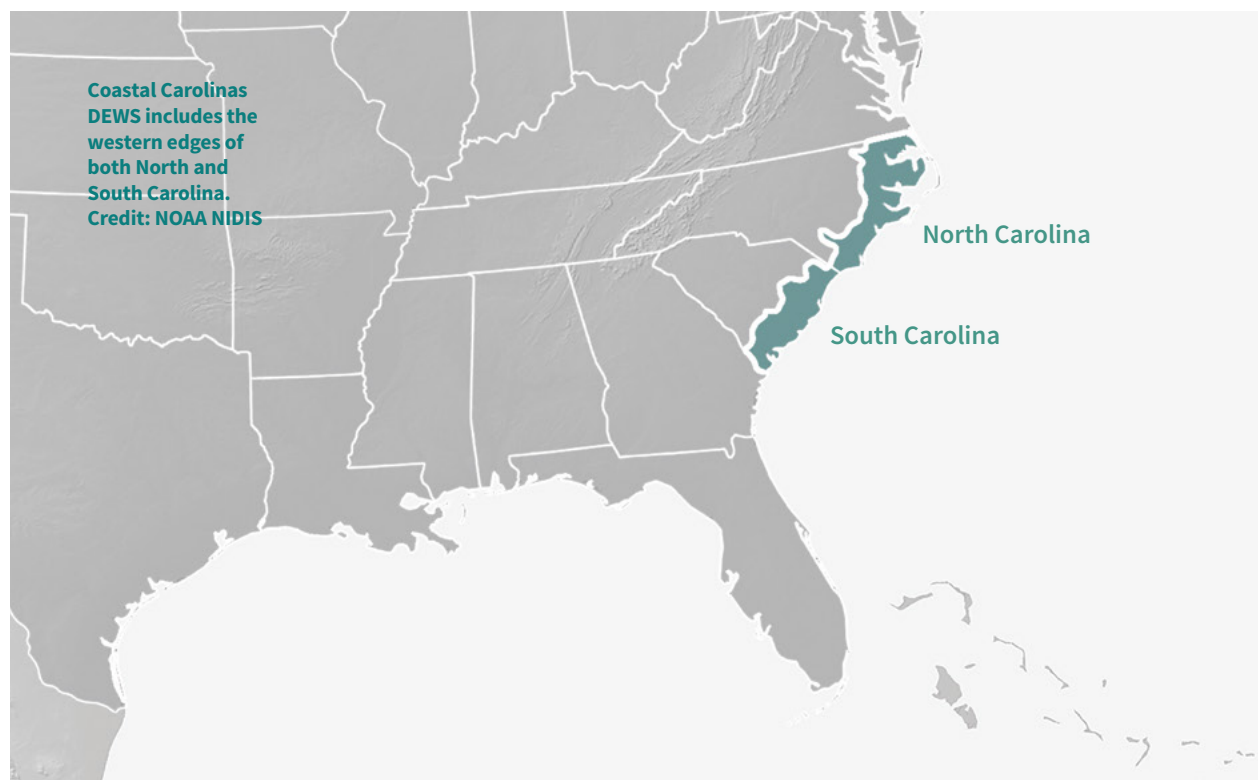 Coastal Carolinas
DEWS includes the
western edges of
both North and
South Carolina.
Credit: NOAA NIDIS
North Carolina
South Carolina